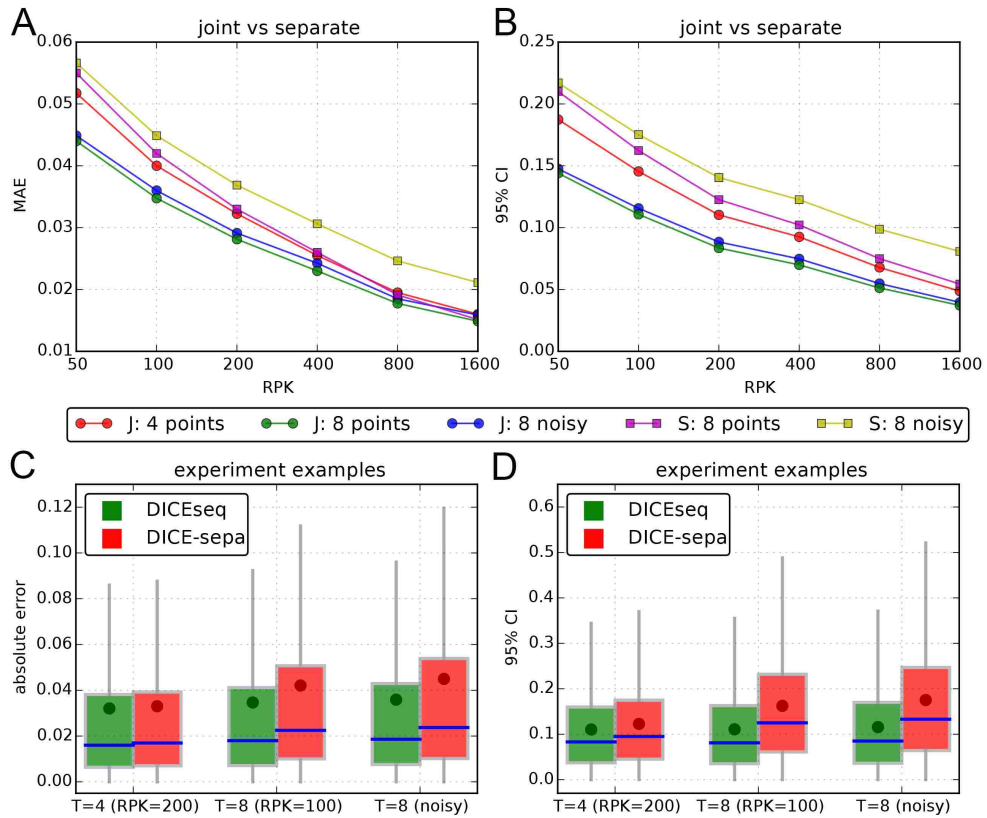 A
joint vs separate
0.06
0.05
0.04
0.03
0.02
0.01
MAE
50 100 200 400 800 1600
RPK
B
joint vs separate
0.25
0.20
0.15
0.10
0.05
0.00
95% CI
50 100 200 400 800 1600
RPK
J: 4 points J: 8 points J: 8 noisy S: 8 points S: 8 noisy
C
experiment examples
DICEseq
DICE-sepa
0.12
0.10
0.08
0.06
0.04
0.02
0.00
absolute error
T=4 (RPK=200) T=8 (RPK=100) T=8 (noisy)
D
experiment examples
DICEseq
DICE-sepa
0.6
0.5
0.4
0.3
0.2
0.1
0.0
95% CI
T=4 (RPK=200) T=8 (RPK=100) T=8 (noisy)